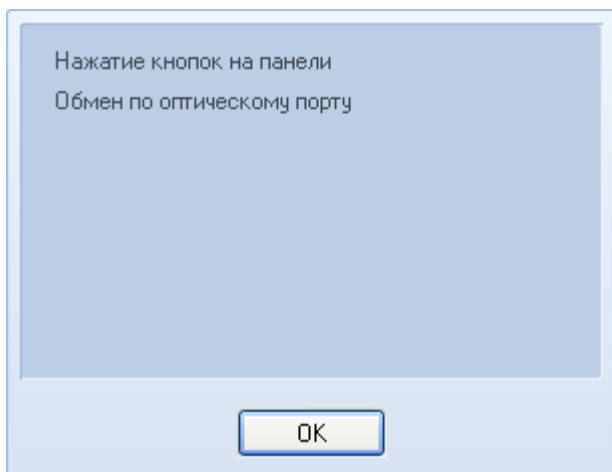 Нажатие кнопок на панели
Обмен по оптическому порту
OK